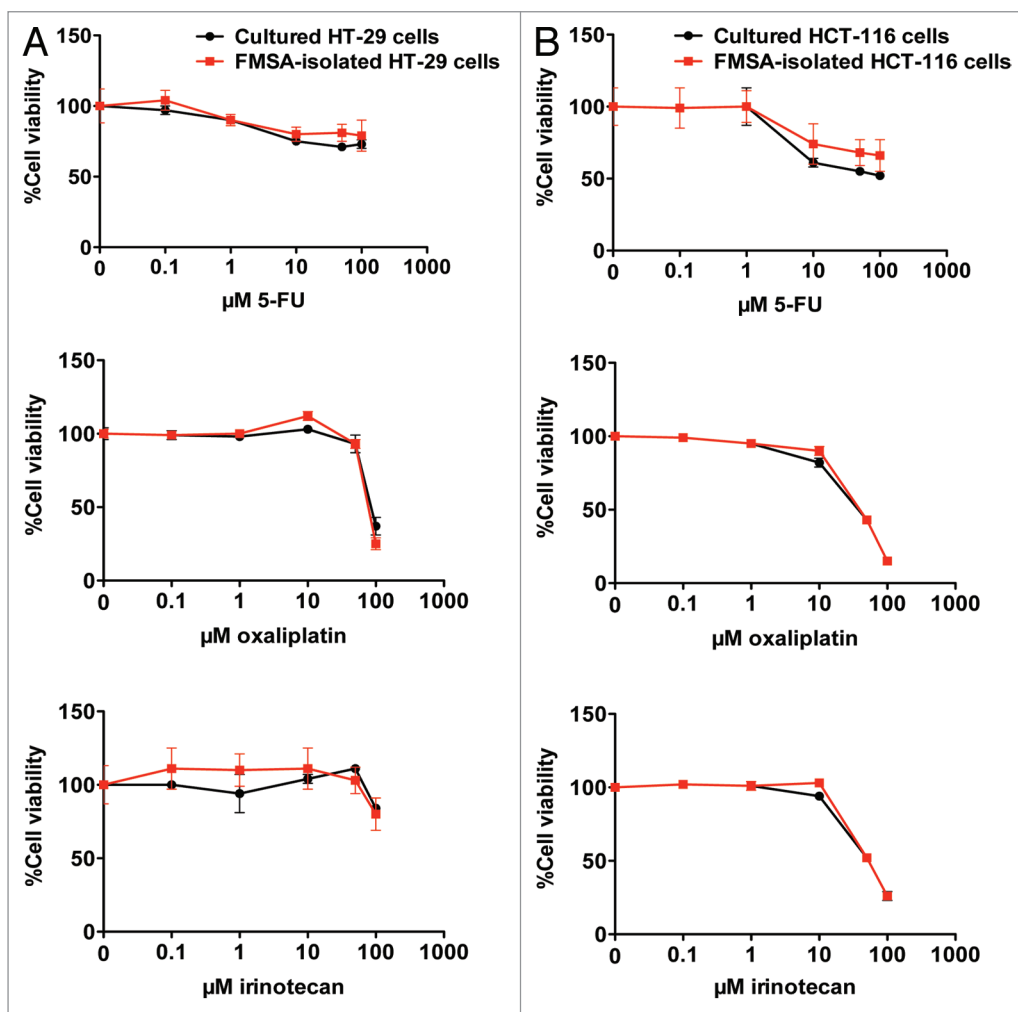 A
Cultured HT-29 cells
FMSA-isolated HT-29 cells
%Cell viability
150
100
50
0
0 0.1 1 10 100 1000
µM 5-FU
%Cell viability
150
100
50
0
0 0.1 1 10 100 1000
µM oxaliplatin
%Cell viability
150
100
50
0
0 0.1 1 10 100 1000
µM irinotecan
B
Cultured HCT-116 cells
FMSA-isolated HCT-116 cells
%Cell viability
150
100
50
0
0 0.1 1 10 100 1000
µM 5-FU
%Cell viability
150
100
50
0
0 0.1 1 10 100 1000
µM oxaliplatin
%Cell viability
150
100
50
0
0 0.1 1 10 100 1000
µM irinotecan